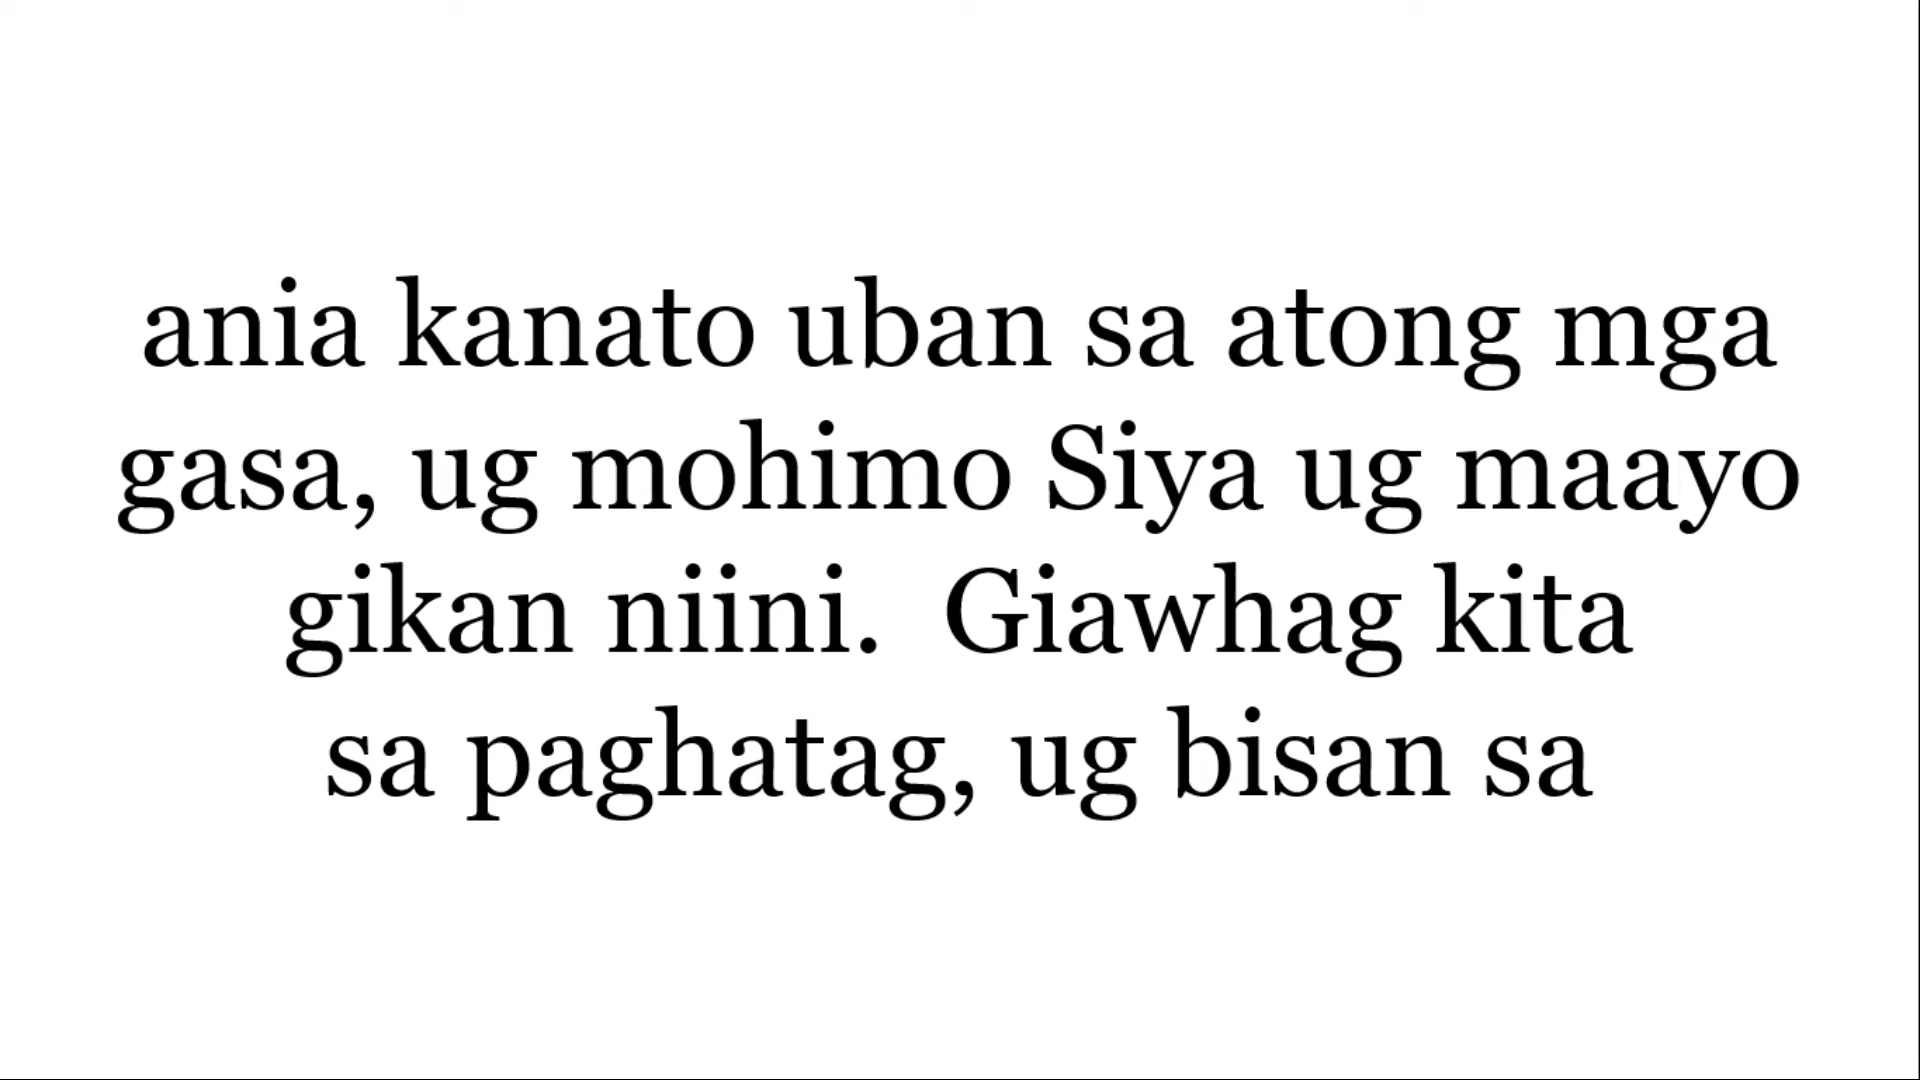 ania kanato uban sa atong mga
gasa, ug mohimo Siya ug maayo
gikan niini.  Giawhag kita
sa paghatag, ug bisan sa